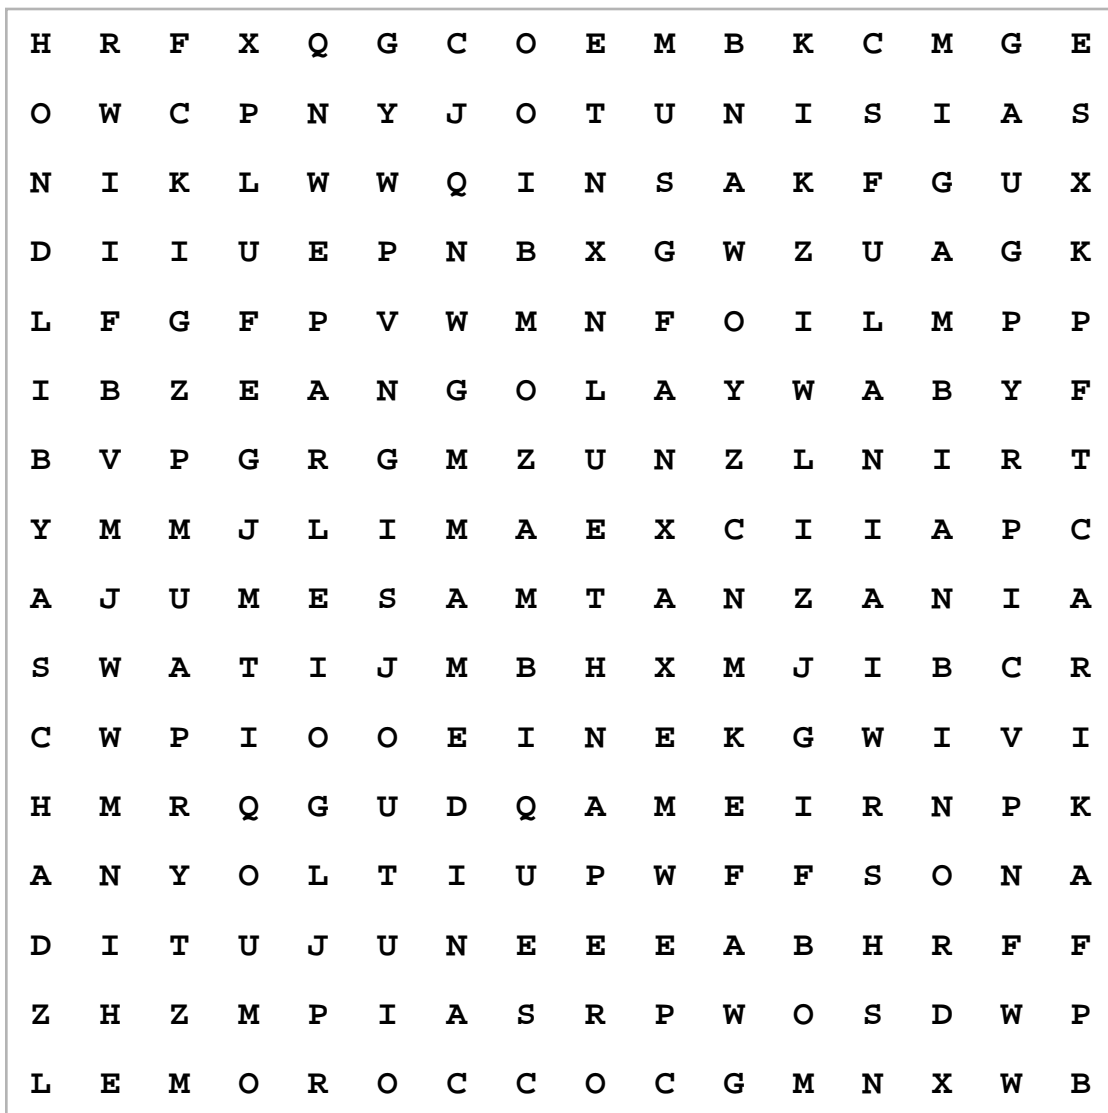 H R F X Q G C O E M B K C M G E
O W C P N Y J O T U N I S I A S
N I K L W W Q I N S A K F G U X
D I I U E P N B X G W Z U A G K
L F G F P V W M N F O I L M P P
I B Z E A N G O L A Y W A B Y F
B V P G R G M Z U N Z L N I R T
Y M M J L I M A E X C I I A P C
A J U M E S A M T A N Z A N I A
S W A T I J M B H X M J I B C R
C W P I O O E I N E K G W I V I
H M R Q G U D Q A M E I R N P K
A N Y O L T I U P W F F S O N A
D I T U J U N E E E A B H R F F
Z H Z M P I A S R P W O S D W P
L E M O R O C C O C G M N X W B